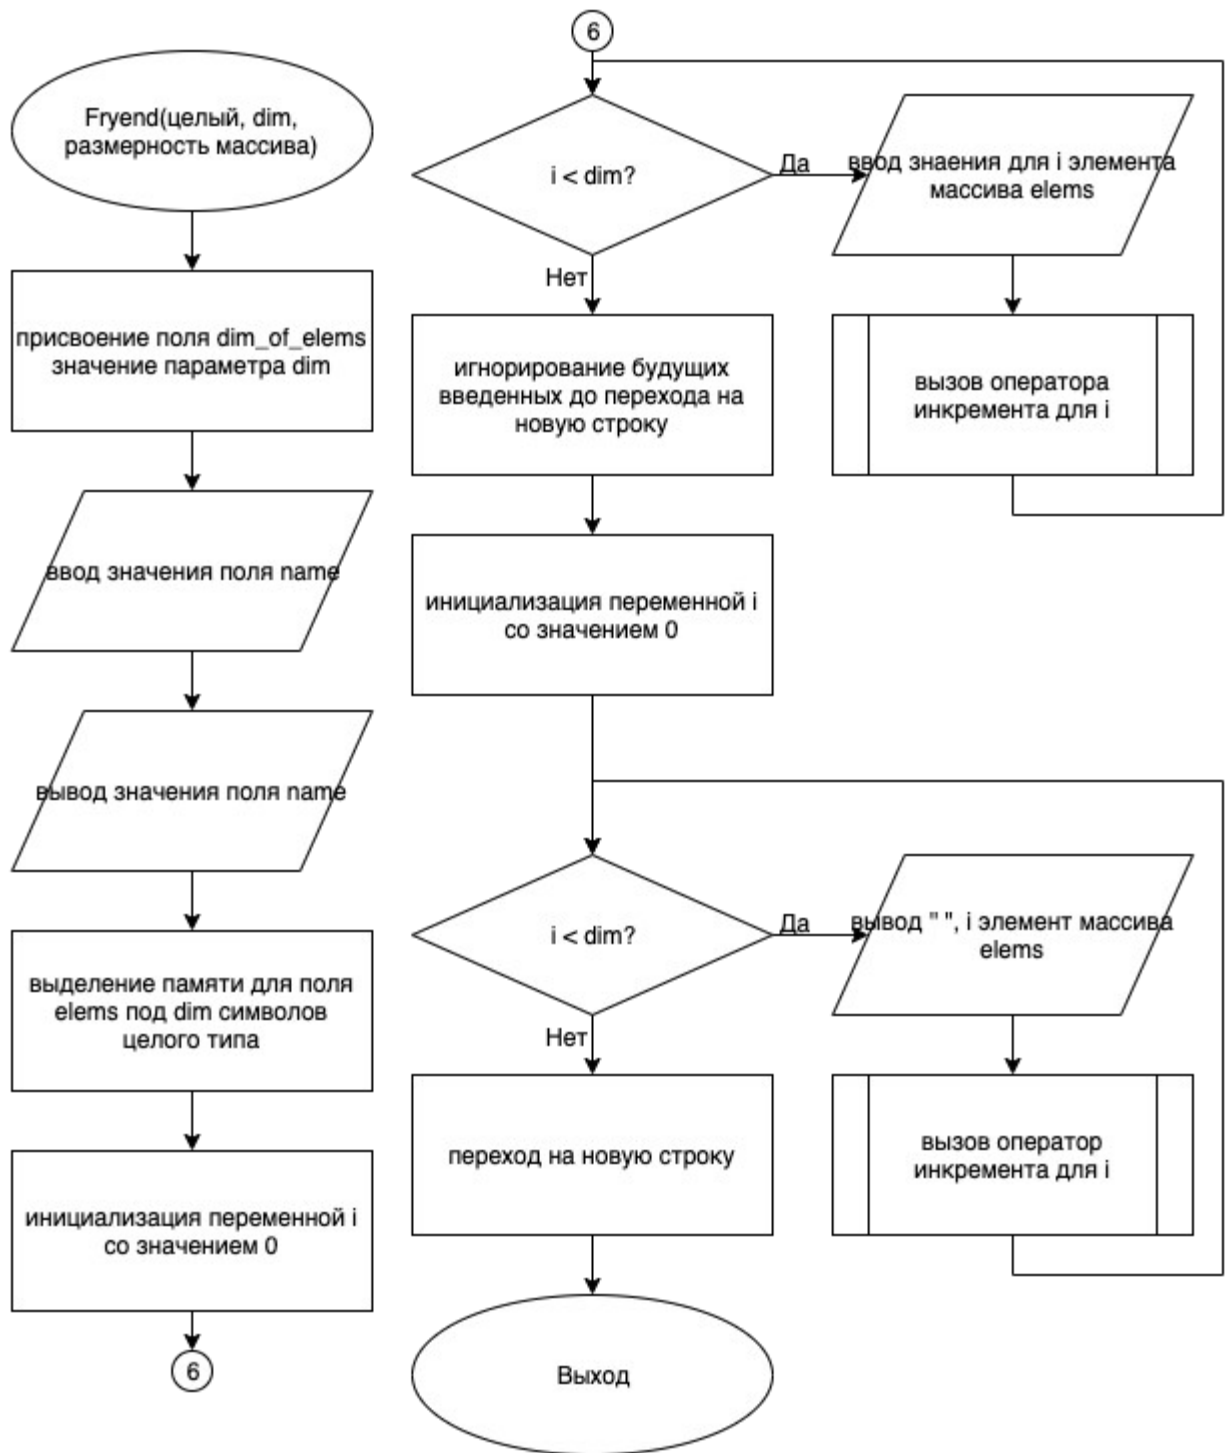 Fryend(целый, dim,
размерность массива)
присвоение поля dim_of_elems
значение параметра dim
ввод значения поля name
вывод значения поля name
выделение памяти для поля
elems под dim символов
целого типа
инициализация переменной i
со значением 0
6
6
i < dim?
Да
ввод знаения для i элемента
массива elems
Нет
игнорирование будущих
введенных до перехода на
новую строку
вызов оператора
инкремента для i
инициализация переменной i
со значением 0
i < dim?
Да
вывод " ", i элемент массива
elems
Нет
переход на новую строку
вызов оператор
инкремента для i
Выход